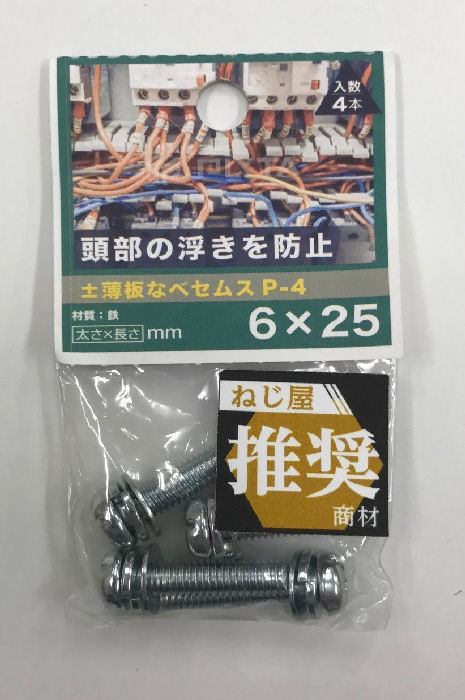 入数
4本
頭部の浮きを防止
±薄板なべセムス P-4
材質：鉄
太さ×長さ mm
6×25
ねじ屋
推奨
商材